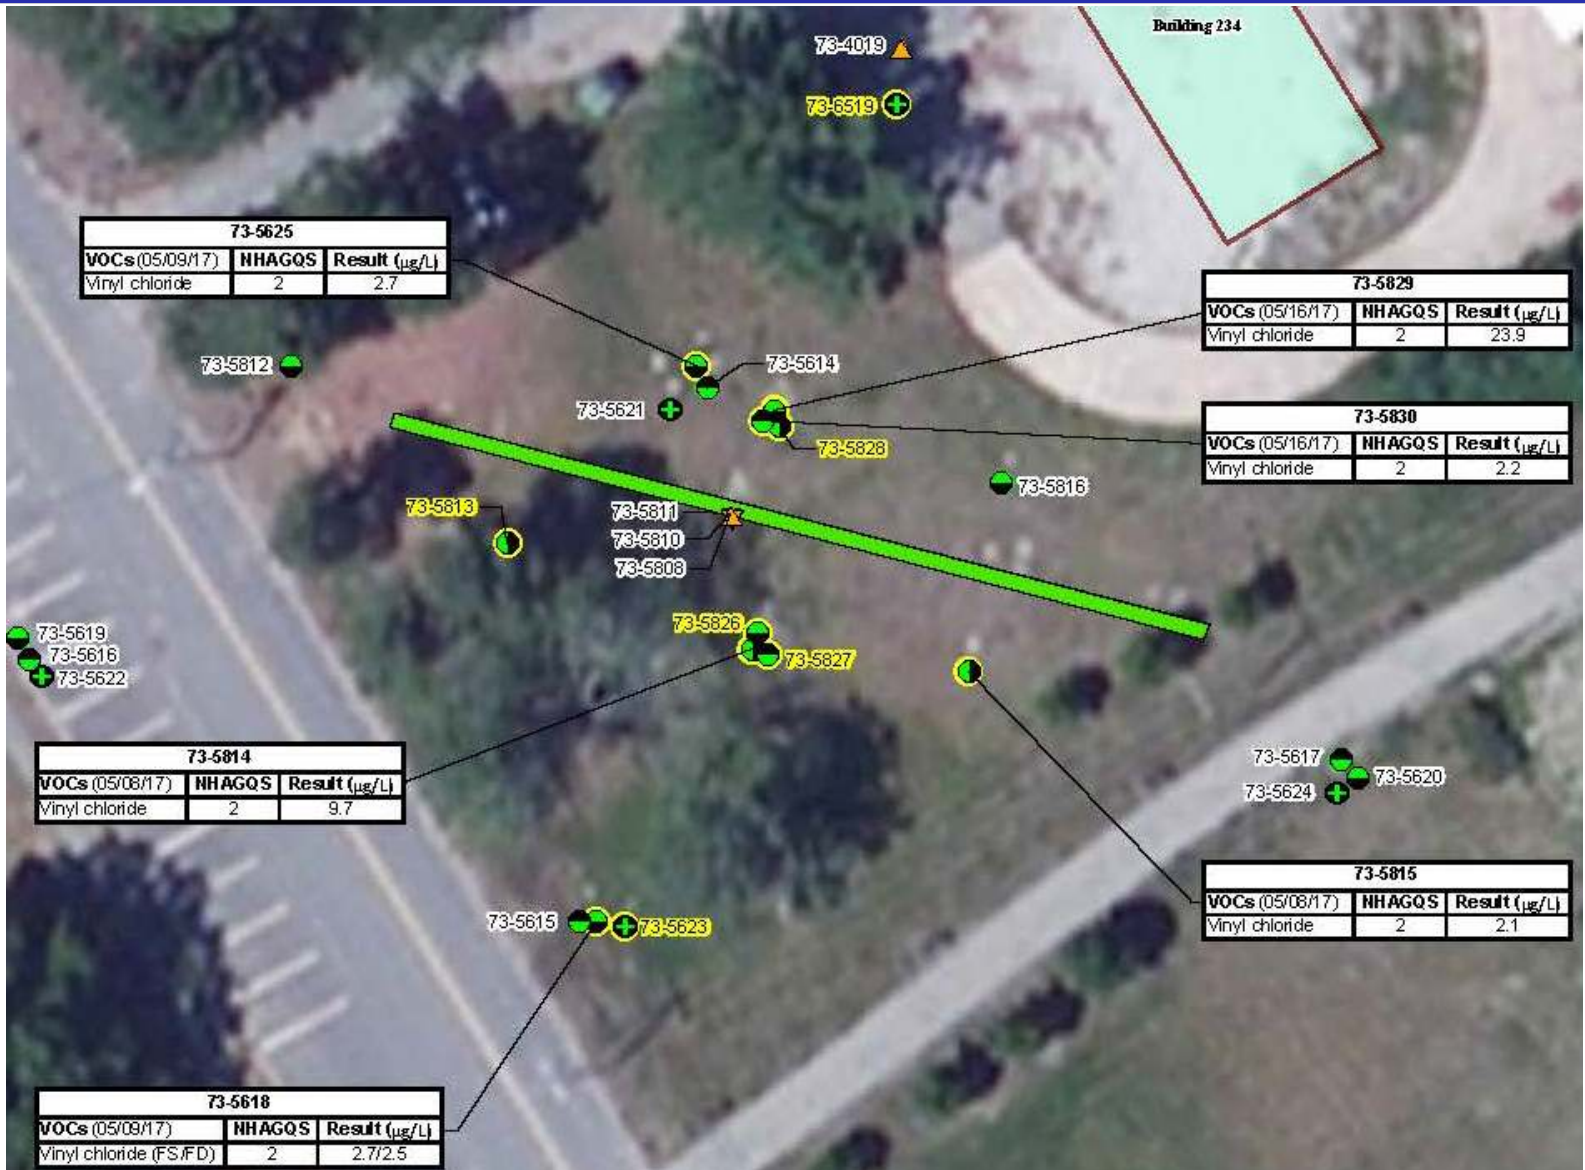 Building 234
73-4019
73-6519
73-5625
VOCs (05/09/17) NHAGQS Result (µg/L)
Vinyl chloride 2 2.7
73-5829
VOCs (05/16/17) NHAGQS Result (µg/L)
Vinyl chloride 2 23.9
73-5812
73-5614
73-5621
73-5828
73-5830
VOCs (05/16/17) NHAGQS Result (µg/L)
Vinyl chloride 2 2.2
73-5816
73-5813
73-5811
73-5810
73-5808
73-5826
73-5827
73-5619
73-5616
73-5622
73-5814
VOCs (05/08/17) NHAGQS Result (µg/L)
Vinyl chloride 2 9.7
73-5617
73-5620
73-5624
73-5815
VOCs (05/08/17) NHAGQS Result (µg/L)
Vinyl chloride 2 2.1
73-5615
73-5623
73-5618
VOCs (05/09/17) NHAGQS Result (µg/L)
Vinyl chloride (FS/FD) 2 2.7/2.5